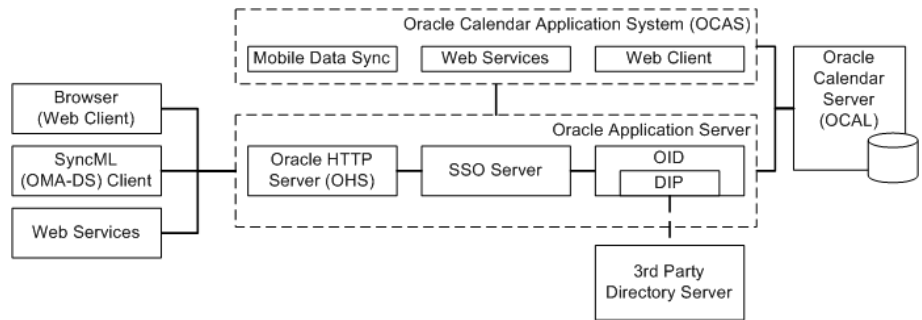 Oracle Calendar Application System (OCAS)
Mobile Data Sync
Web Services
Web Client
Oracle
Calendar
Server
(OCAL)
Browser
(Web Client)
SyncML
(OMA-DS) Client
Web Services
Oracle Application Server
Oracle HTTP
Server (OHS)
SSO Server
OID
DIP
3rd Party
Directory Server